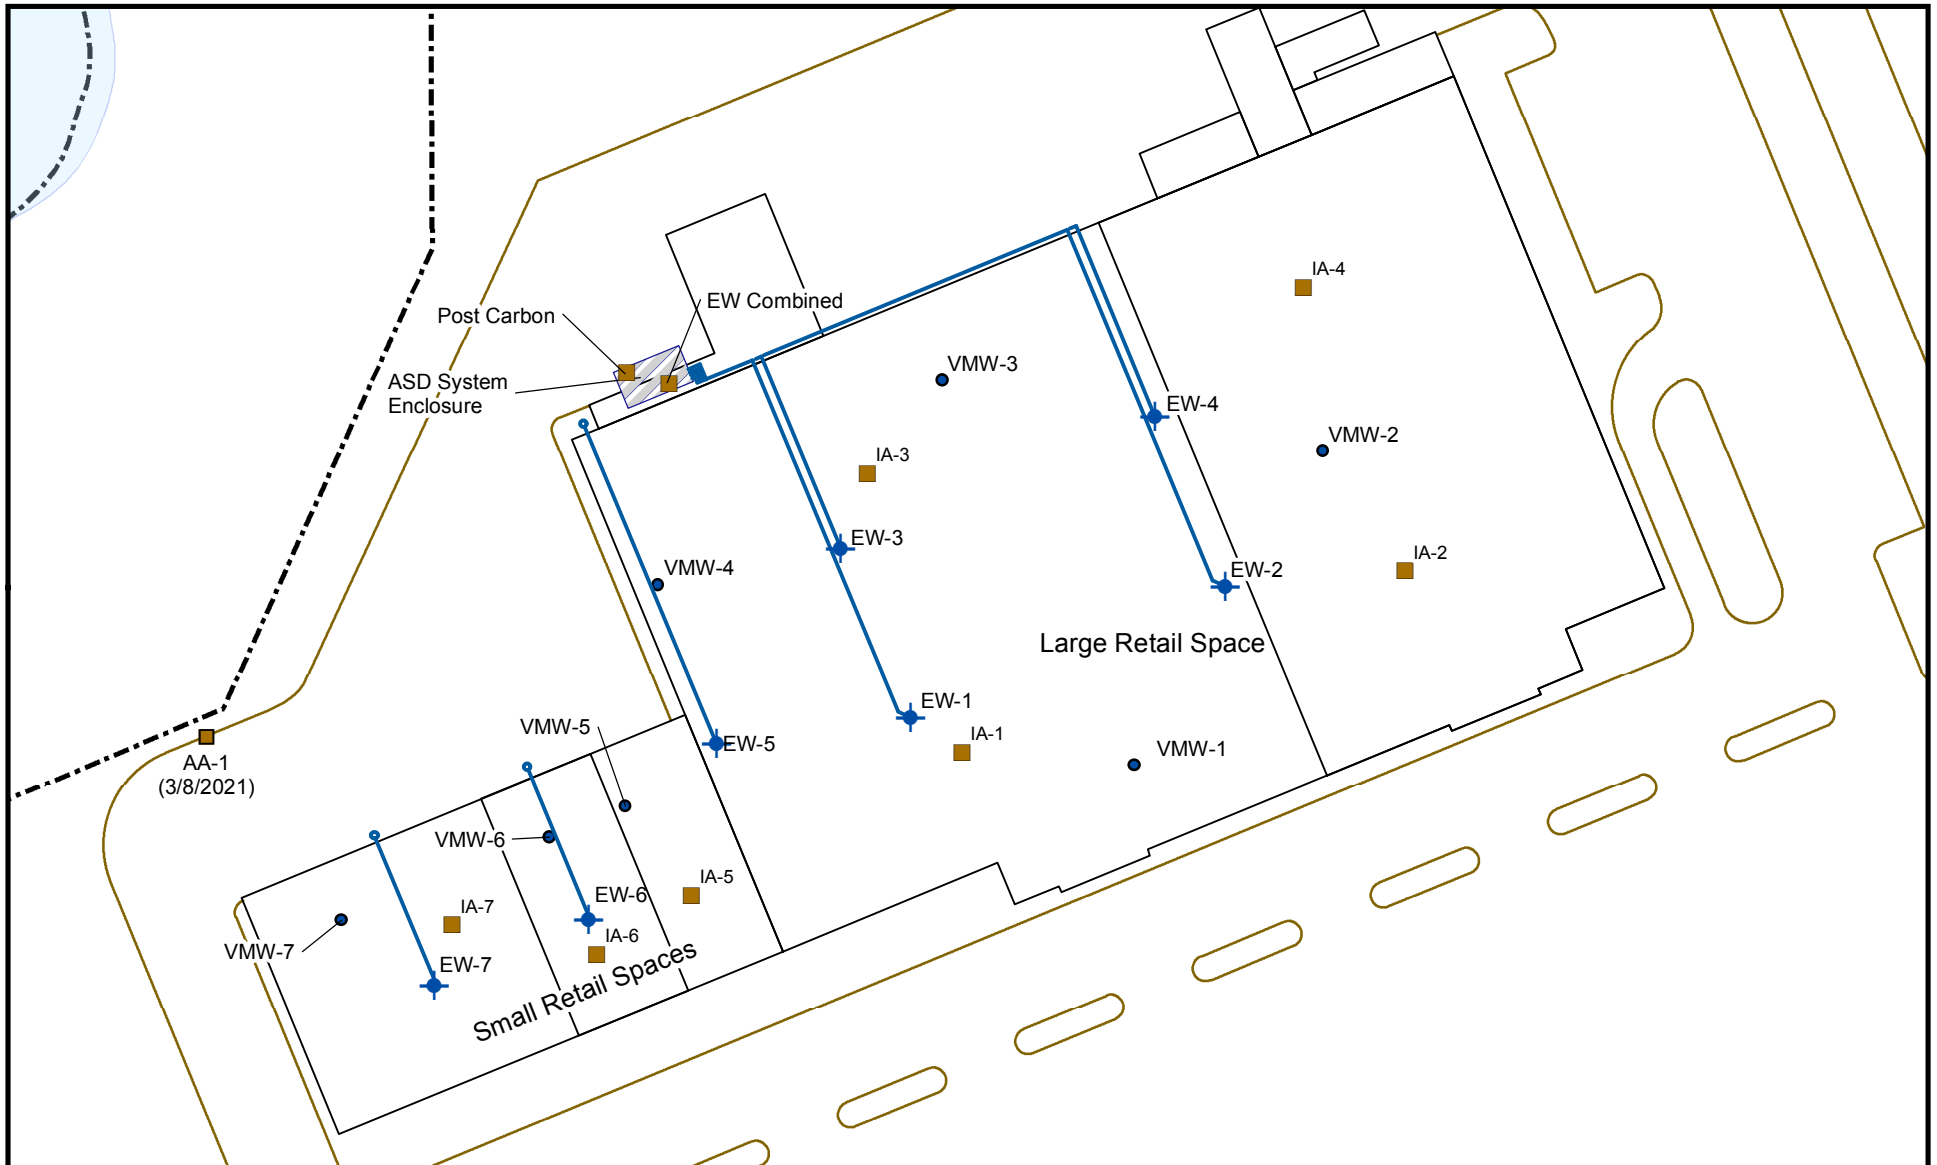 IA-4
EW Combined
Post Carbon
VMW-3
ASD System
Enclosure
EW-4
VMW-2
IA-3
EW-3
IA-2
VMW-4
EW-2
Large Retail Space
EW-1
VMW-5
IA-1
EW-5
VMW-1
AA-1
(3/8/2021)
VMW-6
IA-5
EW-6
IA-7
IA-6
VMW-7
EW-7
Small Retail Spaces